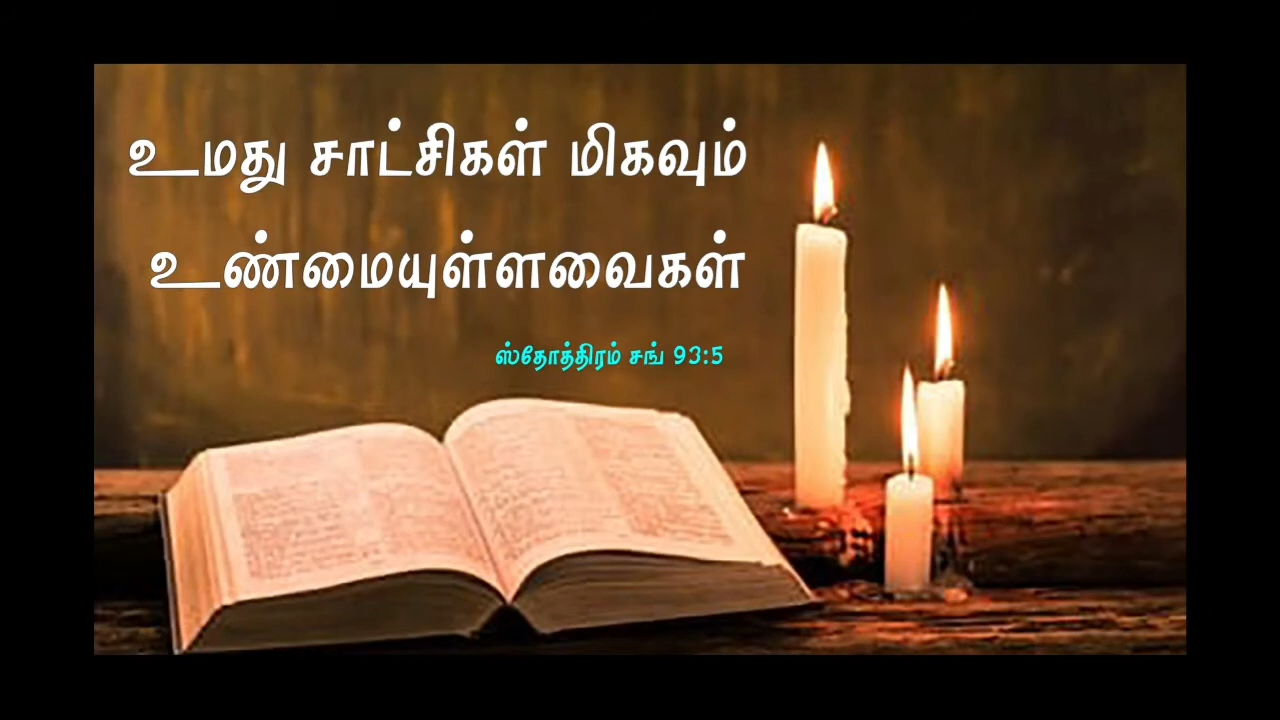 உமது சாட்சிகள் மிகவும்
உண்மையுள்ளவைகள்
ஸ்தோத்திரம் சங் 93:5